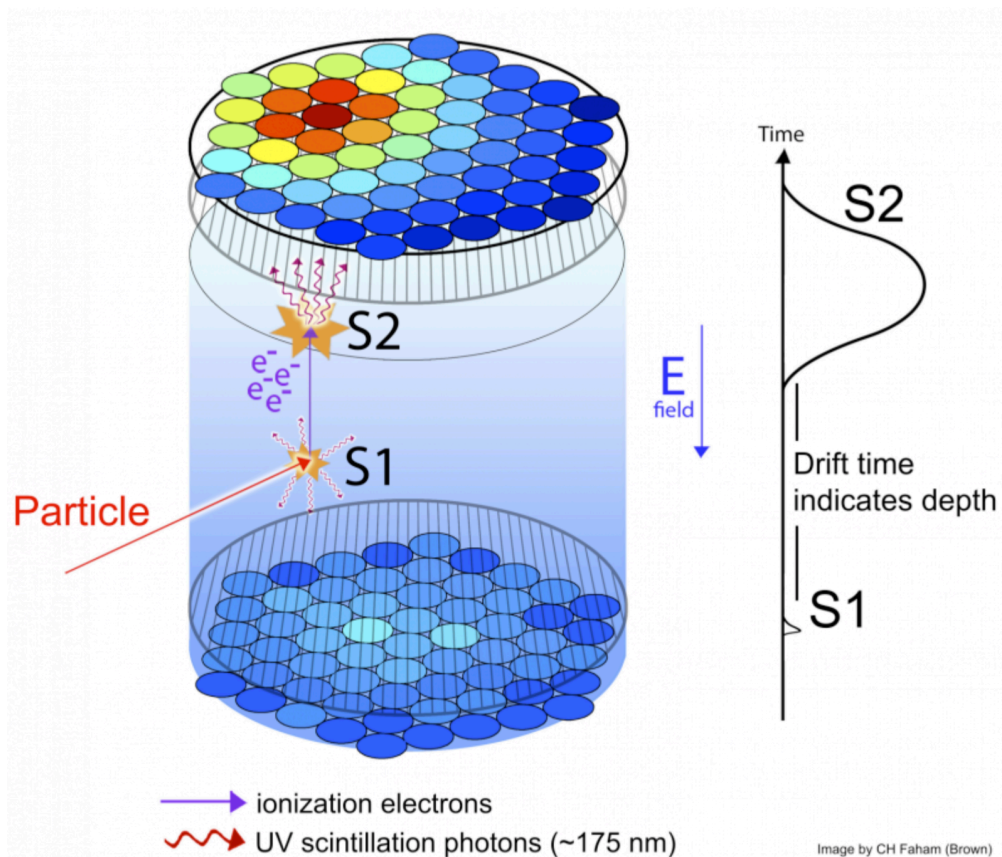 Time
S2
S2
e-
e- e-
e- e-
E
field
S1
Drift time
indicates depth
Particle
S1
ionization electrons
UV scintillation photons (~175 nm)
Image by CH Faham (Brown)